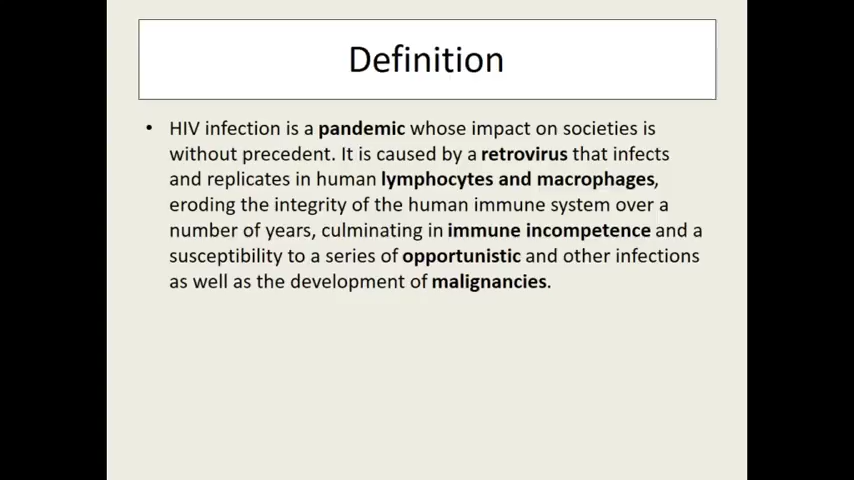 Definition
• HIV infection is a pandemic whose impact on societies is
without precedent. It is caused by a retrovirus that infects
and replicates in human lymphocytes and macrophages,
eroding the integrity of the human immune system over a
number of years, culminating in immune incompetence and a
susceptibility to a series of opportunistic and other infections
as well as the development of malignancies.